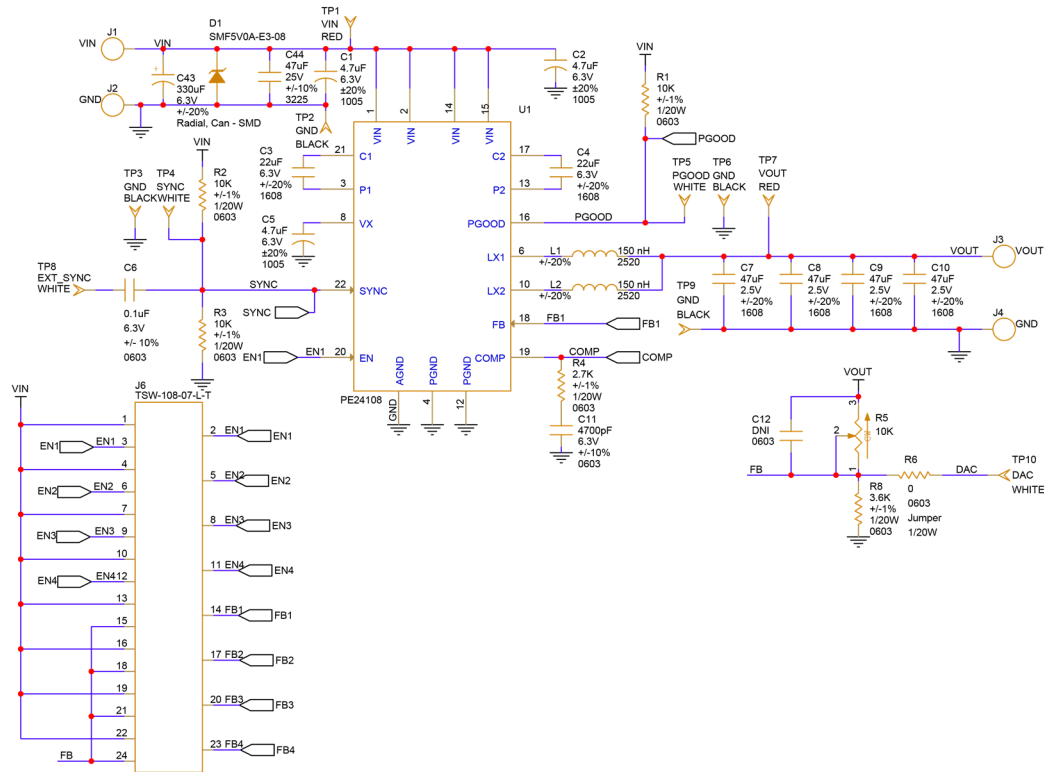 TP1
VIN
RED
D1
SMF5V0A-E3-08
J1
VIN
VIN
C43
330uF
6.3V
+/-20%
Radial, Can - SMD
C44
47uF
25V
+/-10%
3225
C1
4.7uF
6.3V
±20%
1005
C2
4.7uF
6.3V
±20%
1005
J2
GND
TP2
GND
BLACK
VIN
R1
10K
+/-1%
1/20W
0603
PGOOD
U1
1
2
14
15
VIN
VIN
VIN
VIN
C3
22uF
6.3V
+/-20%
1608
21
C1
3
P1
17
C2
13
P2
C4
22uF
6.3V
+/-20%
1608
VIN
R2
10K
+/-1%
1/20W
0603
TP3
GND
BLACK
TP4
SYNC
WHITE
C5
4.7uF
6.3V
±20%
1005
8
VX
PGOOD
16
PGOOD
TP5
PGOOD
WHITE
TP6
GND
BLACK
TP7
VOUT
RED
LX1
6
L1
+/-20%
150 nH
2520
LX2
10
L2
+/-20%
150 nH
2520
VOUT
J3
VOUT
C7
47uF
2.5V
+/-20%
1608
C8
47uF
2.5V
+/-20%
1608
C9
47uF
2.5V
+/-20%
1608
C10
47uF
2.5V
+/-20%
1608
TP9
GND
BLACK
J4
GND
TP8
EXT_SYNC
WHITE
C6
0.1uF
6.3V
+/- 10%
0603
SYNC
22
SYNC
SYNC
R3
10K
+/-1%
1/20W
0603
FB
18
FB1
FB1
EN1
EN1
20
EN
COMP
19
COMP
COMP
R4
2.7K
+/-1%
1/20W
0603
C11
4700pF
6.3V
+/-10%
0603
AGND
PGND
PGND
PE24108
GND
4
12
VOUT
C12
DNI
0603
3
2
CW
R5
10K
1
FB
R6
0
0603
Jumper
1/20W
DAC
TP10
DAC
WHITE
R8
3.6K
+/-1%
1/20W
0603
VIN
J6
TSW-108-07-L-T
1
2 EN1
EN1
EN1
EN1
3
4
5 EN2
EN2
EN2
EN2
6
7
8 EN3
EN3
EN3
EN3
9
10
11 EN4
EN4
EN4
EN412
13
14 FB1
FB1
15
16
17 FB2
FB2
18
19
20 FB3
FB3
21
22
23 FB4
FB4
FB
24